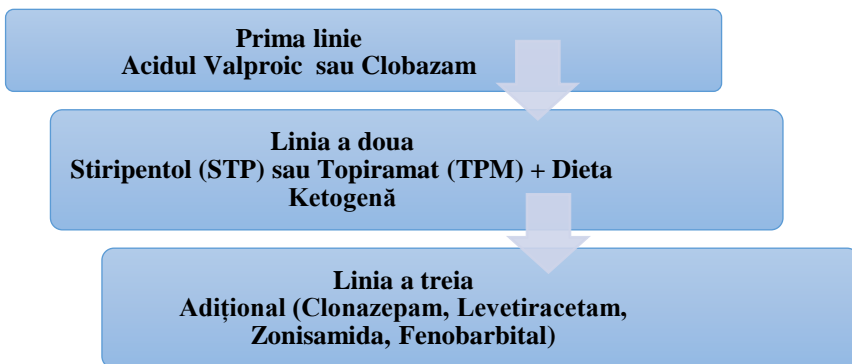 Prima linie
Acidul Valproic sau Clobazam
Linia a doua
Stiripentol (STP) sau Topiramat (TPM) + Dieta
Ketogenă
Linia a treia
Adițional (Clonazepam, Levetiracetam,
Zonisamida, Fenobarbital)